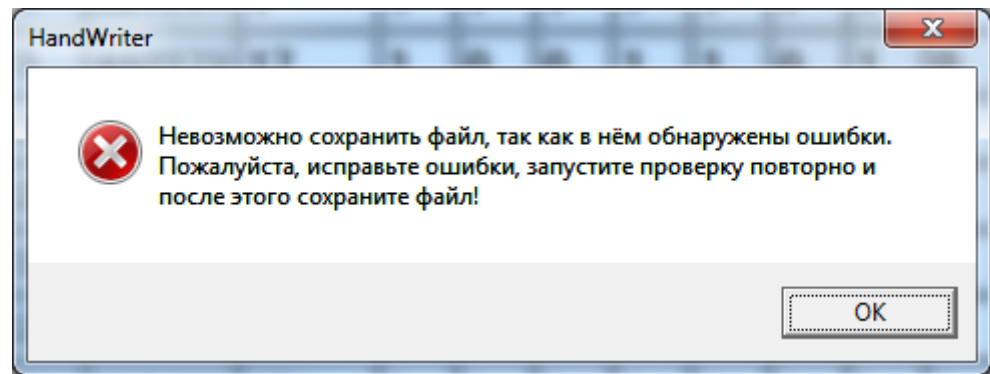 HandWriter
Невозможно сохранить файл, так как в нём обнаружены ошибки.
Пожалуйста, исправьте ошибки, запустите проверку повторно и
после этого сохраните файл!
OK